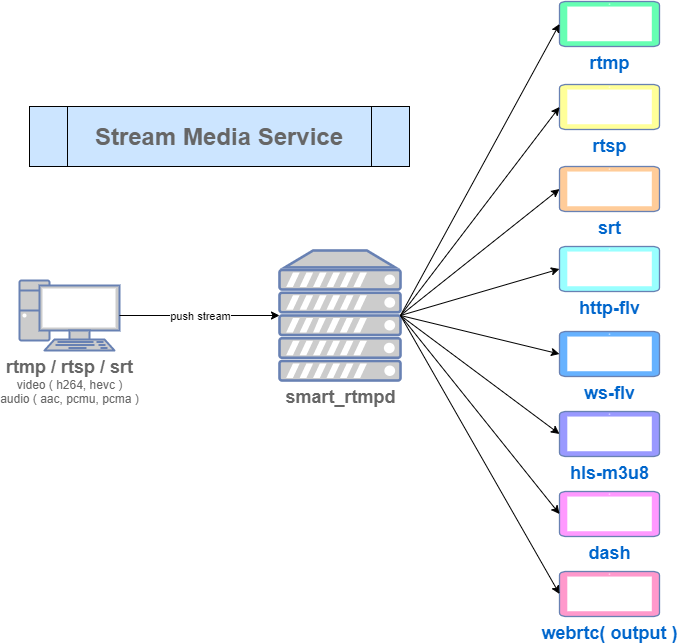 Stream Media Service
push stream
rtmp / rtsp / srt
video ( h264, hevc )
audio ( aac, pcmu, pcma )
smart_rtmpd
rtmp
rtsp
srt
http-flv
ws-flv
hls-m3u8
dash
webrtc( output )